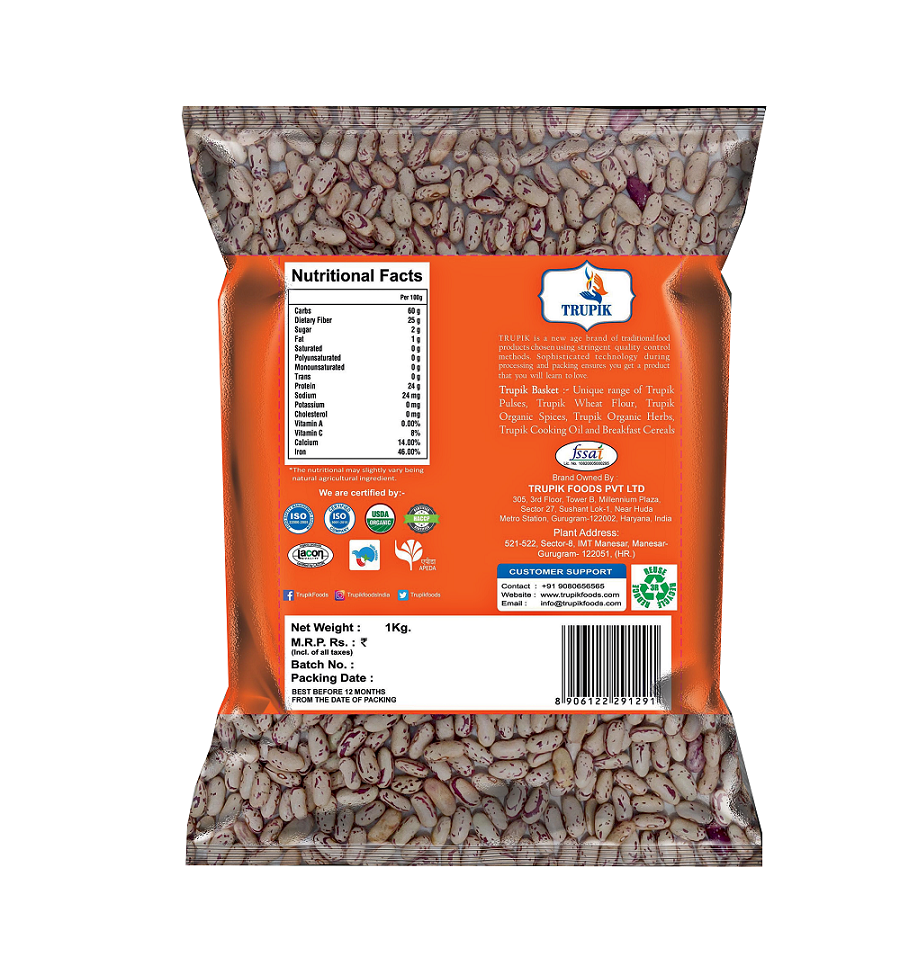 Nutritional Facts
Per 100g
Carbs 60 g
Dietary Fiber 25 g
Sugar 2 g
Fat 1 g
Saturated 0 g
Polyunsaturated 0 g
Monounsaturated 0 g
Trans 0 g
Protein 24 g
Sodium 24 mg
Potassium 0 mg
Cholesterol 0 mg
Vitamin A 0.00%
Vitamin C 8%
Calcium 14.00%
Iron 46.00%
*The nutritional may slightly vary being
natural agricultural ingredient.
We are certified by:-
ISO
ISO
USDA
ORGANIC
HACCP
lacon
एपीडा
APEDA
TrupikFoods
Trupikfoodsindia
Trupikfoods
TRUPIK
TRUPIK is a new age brand of traditional food
products chosen using stringent quality control
methods. Sophisticated technology during
processing and packing ensures you get a product
that you will learn to love
Trupik Basket :- Unique range of Trupik
Pulses, Trupik Wheat Flour, Trupik
Organic Spices, Trupik Organic Herbs,
Trupik Cooking Oil and Breakfast Cereals
fssai
Brand Owned By
TRUPIK FOODS PVT LTD
305, 3rd Floor, Tower B, Millennium Plaza,
Sector 27, Sushant Lok-1, Near Huda
Metro Station, Gurugram-122002, Haryana, India
Plant Address:
521-522, Sector-8, IMT Manesar, Manesar-
Gurugram- 122051, (HR.)
CUSTOMER SUPPORT
Contact : +91 9080656565
Website : www.trupikfoods.com
Email : info@trupikfoods.com
REUSE
RECYCLE
REDUCE
3R
Net Weight : 1Kg.
M.R.P. Rs. : ₹
(Incl. of all taxes)
Batch No. :
Packing Date :
BEST BEFORE 12 MONTHS
FROM THE DATE OF PACKING
8 906122 291291